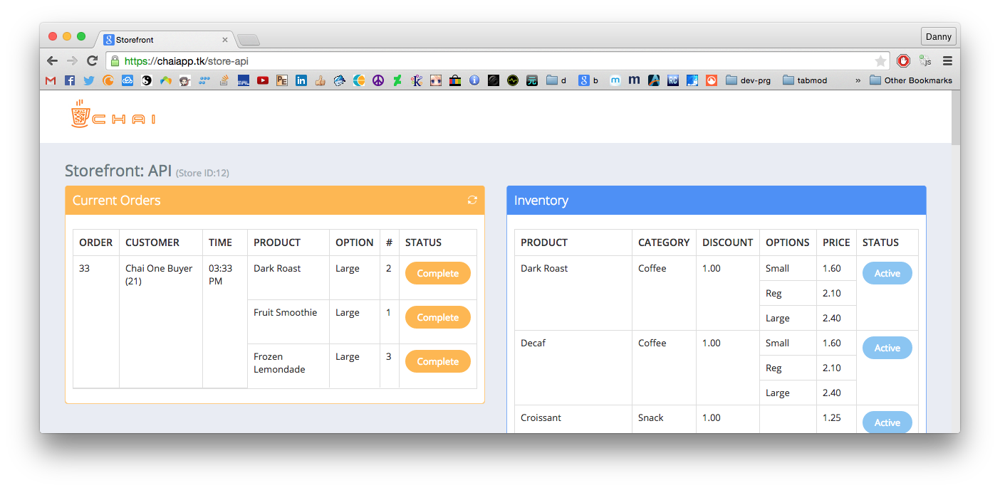 Storefront
Danny
https://chaiapp.tk/store-api
d
b
dev-prg
tabmod
»
Other Bookmarks
CHAI
Storefront: API (Store ID:12)
Current Orders
ORDER CUSTOMER TIME PRODUCT OPTION # STATUS
33 Chai One Buyer 03:33 Dark Roast Large 2 Complete
(21) PM
Fruit Smoothie Large 1 Complete
Frozen Large 3 Complete
Lemondade
Inventory
PRODUCT CATEGORY DISCOUNT OPTIONS PRICE STATUS
Dark Roast Coffee 1.00 Small 1.60 Active
Reg 2.10
Large 2.40
Decaf Coffee 1.00 Small 1.60 Active
Reg 2.10
Large 2.40
Croissant Snack 1.00 1.25 Active